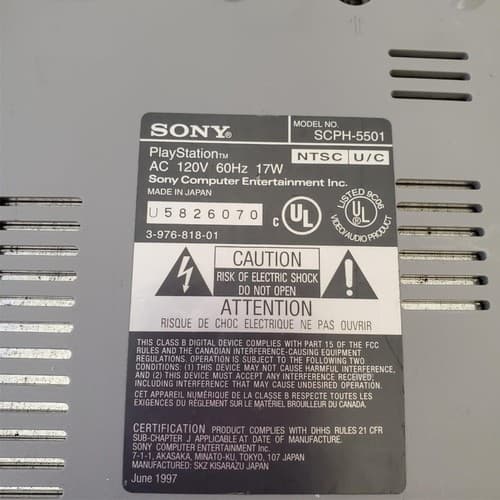 SONY®
MODEL NO.
SCPH-5501
PlayStation™
NTSC U/C
AC 120V 60Hz 17W
Sony Computer Entertainment Inc.
MADE IN JAPAN
U5826070
3-976-818-01
C UL ®
LISTED 9C06
UL
VIDEO/AUDIO PRODUCT
CAUTION
RISK OF ELECTRIC SHOCK
DO NOT OPEN
ATTENTION
RISQUE DE CHOC ELECTRIQUE NE PAS OUVRIR
THIS CLASS B DIGITAL DEVICE COMPLIES WITH PART 15 OF THE FCC
RULES AND THE CANADIAN INTERFERENCE-CAUSING EQUIPMENT
REGULATIONS. OPERATION IS SUBJECT TO THE FOLLOWING TWO
CONDITIONS: (1) THIS DEVICE MAY NOT CAUSE HARMFUL INTERFERENCE,
AND (2) THIS DEVICE MUST ACCEPT ANY INTERFERENCE RECEIVED,
INCLUDING INTERFERENCE THAT MAY CAUSE UNDESIRED OPERATION.
CET APPAREIL NUMÉRIQUE DE LA CLASSE B RESPECTE TOUTES LES
EXIGENCES DU RÈGLEMENT SUR LE MATÉRIEL BROUILLEUR DU CANADA.
CERTIFICATION PRODUCT COMPLIES WITH DHHS RULES 21 CFR
SUB-CHAPTER J APPLICABLE AT DATE OF MANUFACTURE.
SONY COMPUTER ENTERTAINMENT INC.
7-1-1, AKASAKA, MINATO-KU, TOKYO, 107 JAPAN
MANUFACTURED: SKZ KISARAZU JAPAN
June 1997